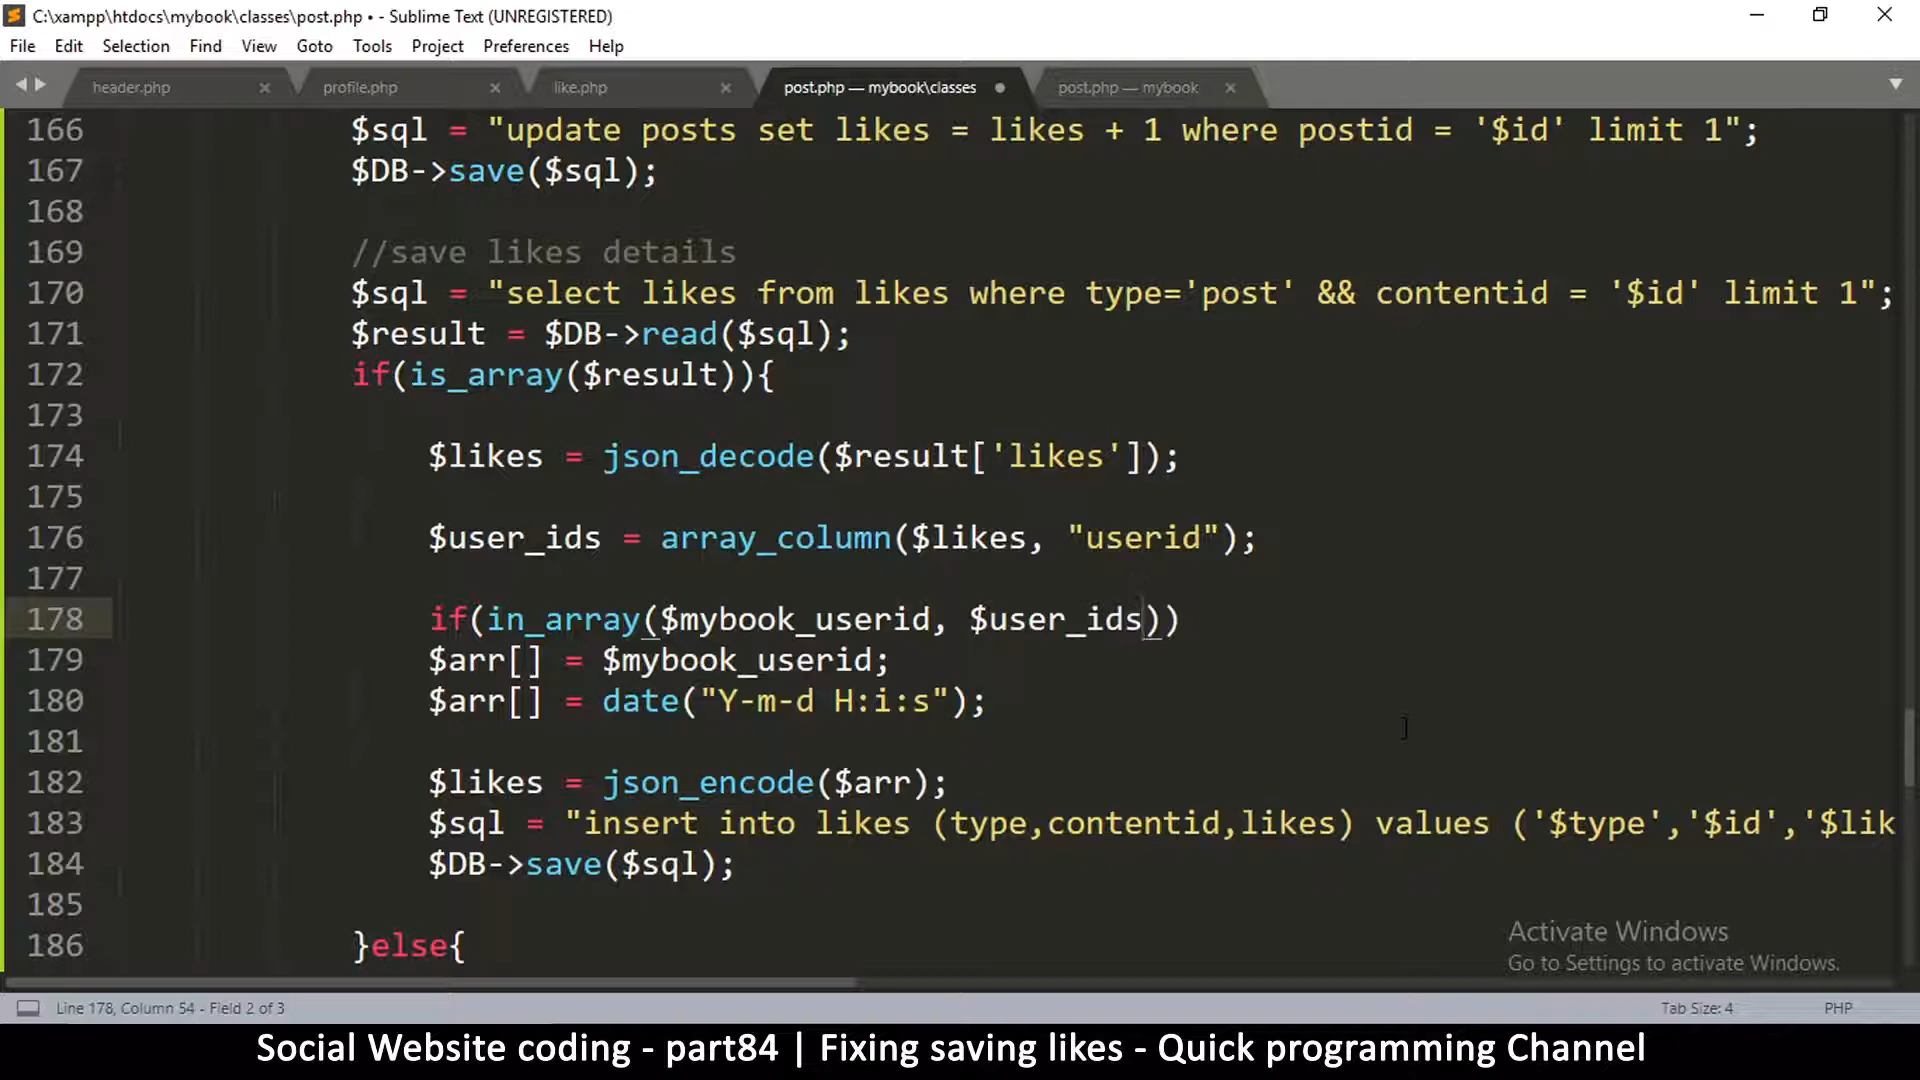 C:\xampp\htdocs\mybook\classes\post.php • - Sublime Text (UNREGISTERED)
File Edit Selection Find View Goto Tools Project Preferences Help
header.php profile.php like.php post.php — mybook\classes post.php — mybook
166 $sql = "update posts set likes = likes + 1 where postid = '$id' limit 1";
167 $DB->save($sql);
168
169 //save likes details
170 $sql = "select likes from likes where type='post' && contentid = '$id' limit 1";
171 $result = $DB->read($sql);
172 if(is_array($result)){
173
174 $likes = json_decode($result['likes']);
175
176 $user_ids = array_column($likes, "userid");
177
178 if(in_array($mybook_userid, $user_ids))
179 $arr[] = $mybook_userid;
180 $arr[] = date("Y-m-d H:i:s");
181
182 $likes = json_encode($arr);
183 $sql = "insert into likes (type,contentid,likes) values ('$type','$id','$lik
184 $DB->save($sql);
185
186 }else{
Activate Windows
Go to Settings to activate Windows.
Line 178, Column 54 - Field 2 of 3 Tab Size: 4 PHP
Social Website coding - part84 | Fixing saving likes - Quick programming Channel